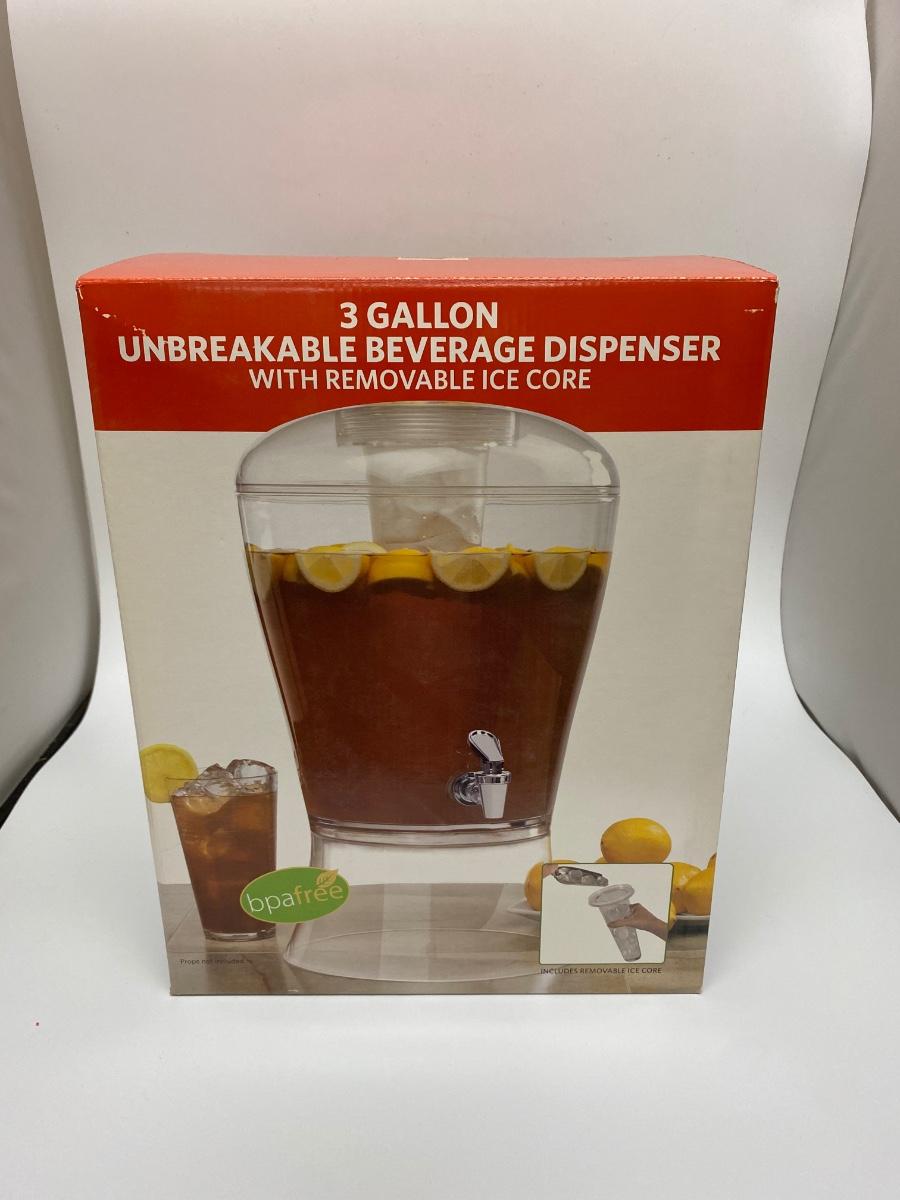 3 GALLON
UNBREAKABLE BEVERAGE DISPENSER
WITH REMOVABLE ICE CORE
bpafree
Props not included
INCLUDES REMOVABLE ICE CORE